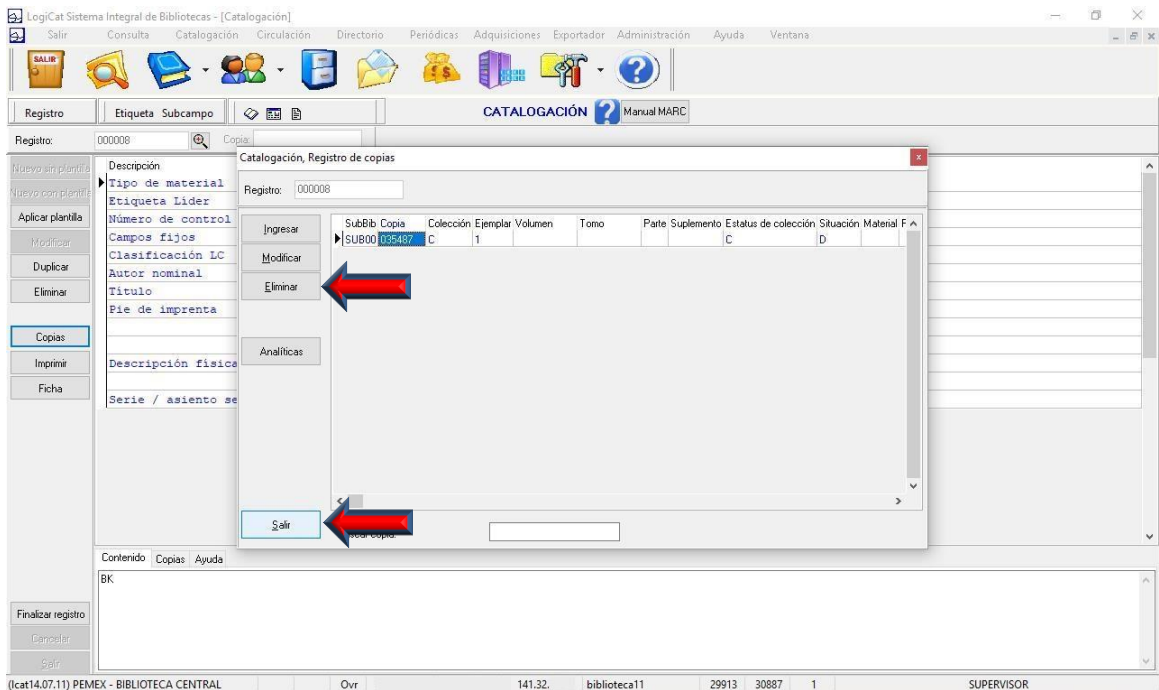 LogiCat Sistema Integral de Bibliotecas - [Catalogación]
Salir Consulta Catalogación Circulación Directorio Periódicas Adquisiciones Exportador Administración Ayuda Ventana
SALIR
Registro Etiqueta Subcampo CATALOGACIÓN Manual MARC
Registro: 000008 Copia:
Catalogación, Registro de copias
Registro: 000008
Nuevo sin plantilla
Nuevo con plantilla
Aplicar plantilla
Modificar
Duplicar
Eliminar
Copias
Imprimir
Ficha
Descripción
Tipo de material
Etiqueta Líder
Número de control
Campos fijos
Clasificación LC
Autor nominal
Título
Pie de imprenta
Descripción física
Serie / asiento se
Ingresar
Modificar
Eliminar
Analíticas
Salir
SubBib Copia Colección Ejemplar Volumen Tomo Parte Suplemento Estatus de colección Situación Material F
SUB00 035487 C 1 C D
copia:
Contenido Copias Ayuda
BK
Finalizar registro
Cancelar
Salir
(lcat14.07.11) PEMEX - BIBLIOTECA CENTRAL Ovr 141.32. biblioteca11 29913 30887 1 SUPERVISOR